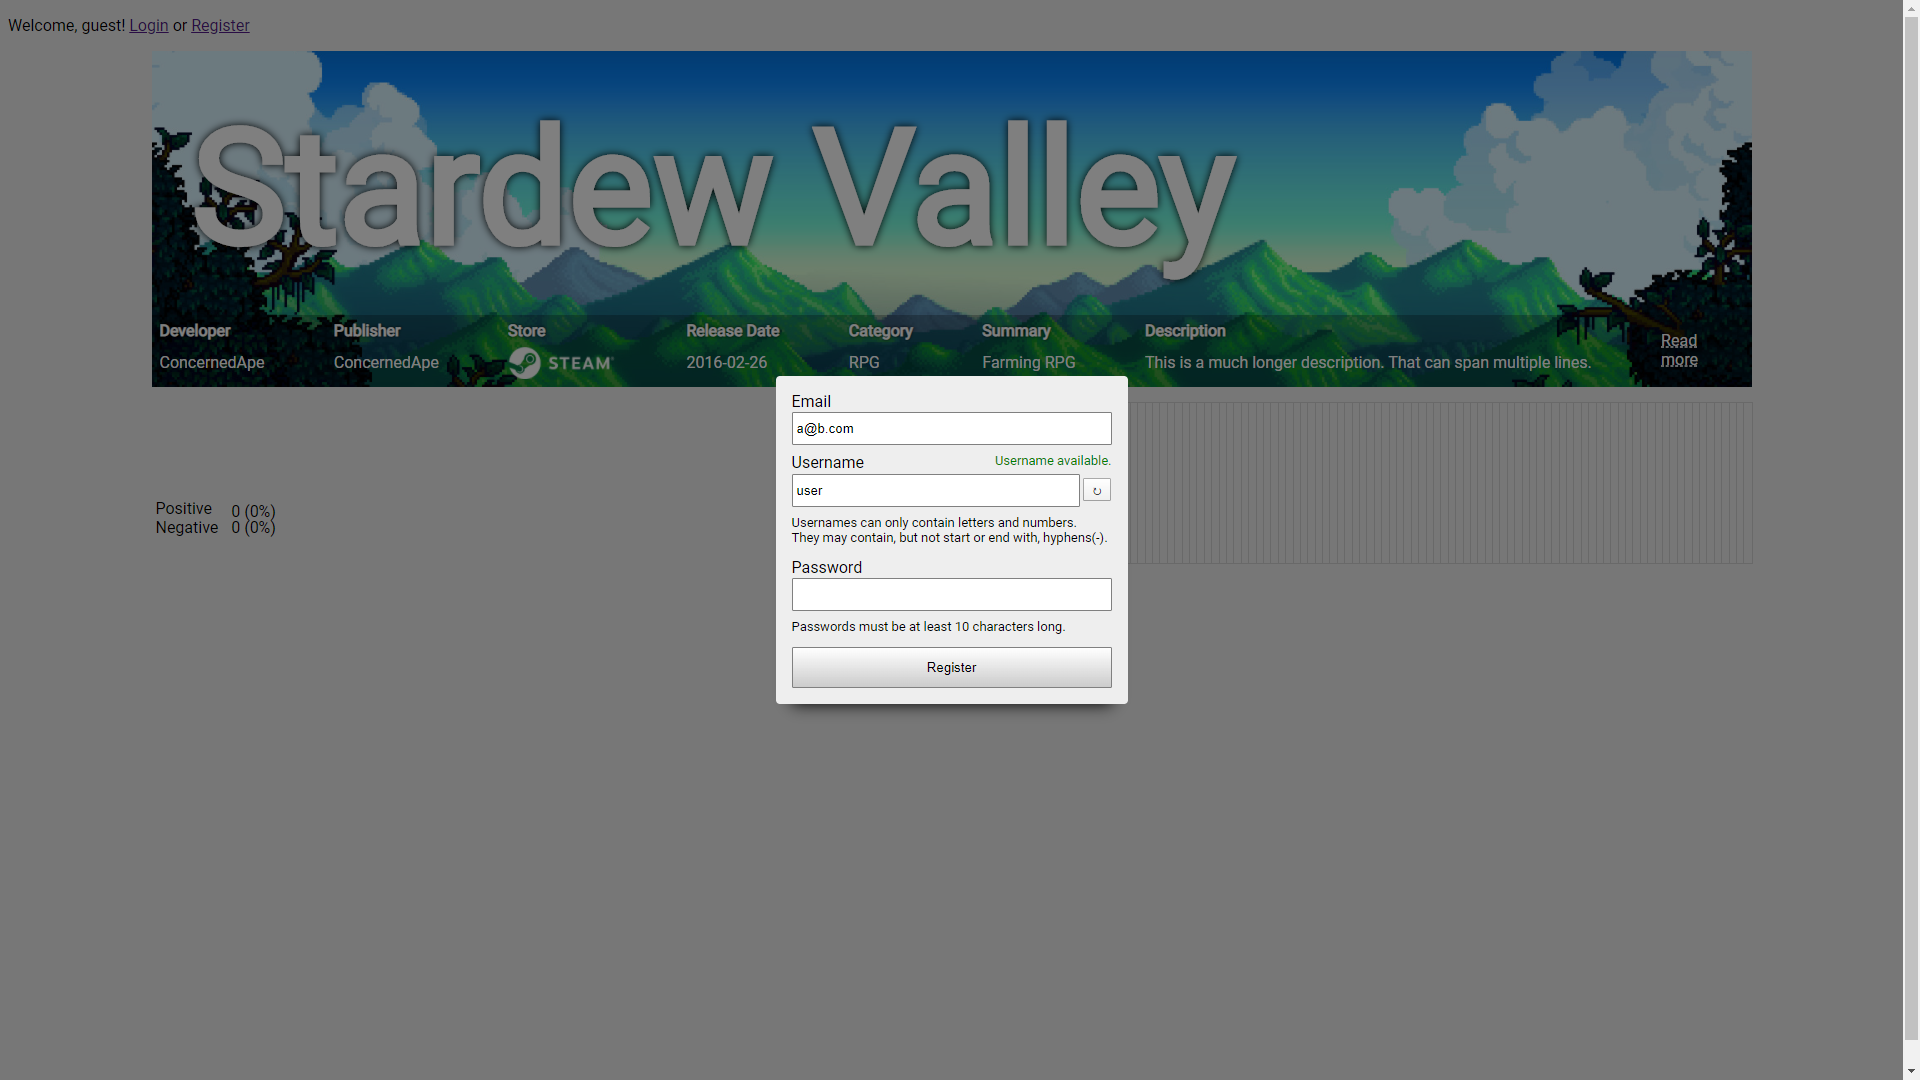 Welcome, guest! Login or Register
Stardew Valley
Developer Publisher Store Release Date Category Summary Description
ConcernedApe ConcernedApe STEAM 2016-02-26 RPG Farming RPG This is a much longer description. That can span multiple lines.
Read
more
Email
a@b.com
Username Username available.
user ↻
Usernames can only contain letters and numbers.
They may contain, but not start or end with, hyphens(-).
Password
Passwords must be at least 10 characters long.
Register
Positive 0 (0%)
Negative 0 (0%)